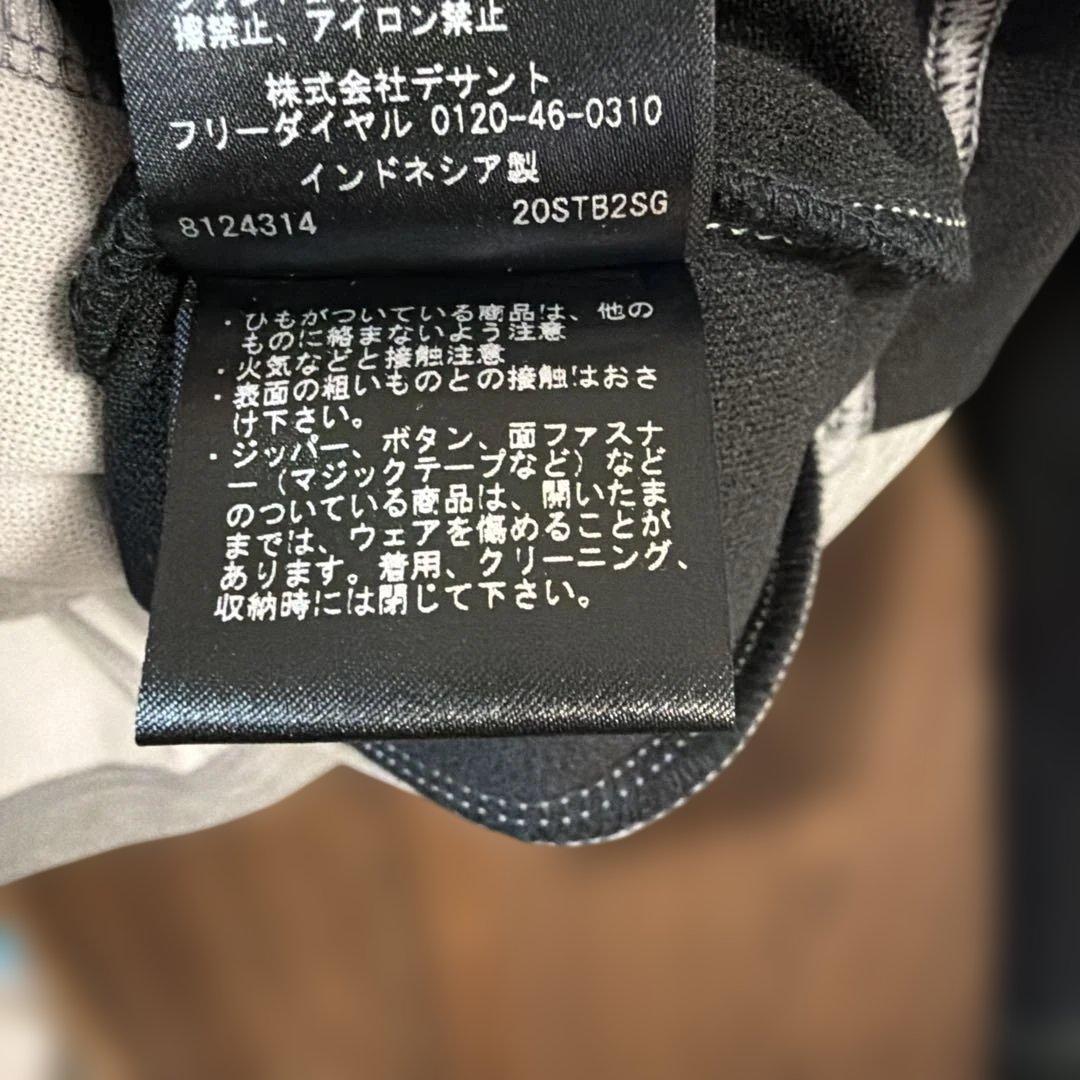 擦禁止、アイロン禁止
株式会社デサント
フリーダイヤル 0120-46-0310
インドネシア製
8124314 20STB2SG
・ひもがついている商品は、他の
ものに絡まないよう注意
・火気などと接触注意
・表面の粗いものとの接触はおさ
け下さい。
・ジッパー、ボタン、面ファスナ
ー(マジックテープなど)など
のついている商品は、開いたま
までは、ウェアを傷めることが
あります。着用、クリーニング、
収納時には閉じて下さい。